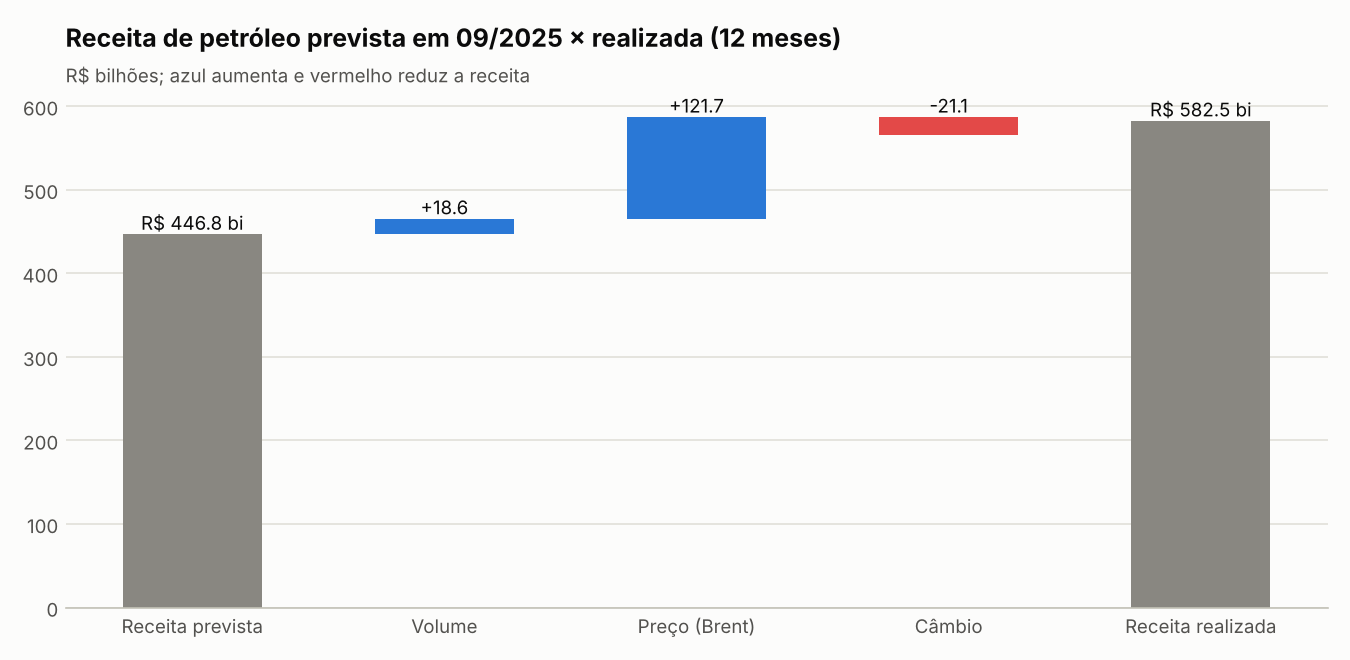 Receita de petróleo prevista em 09/2025 × realizada (12 meses)
R$ bilhões; azul aumenta e vermelho reduz a receita
600
500
400
300
200
100
0
R$ 446.8 bi
+18.6
+121.7
-21.1
R$ 582.5 bi
Receita prevista
Volume
Preço (Brent)
Câmbio
Receita realizada